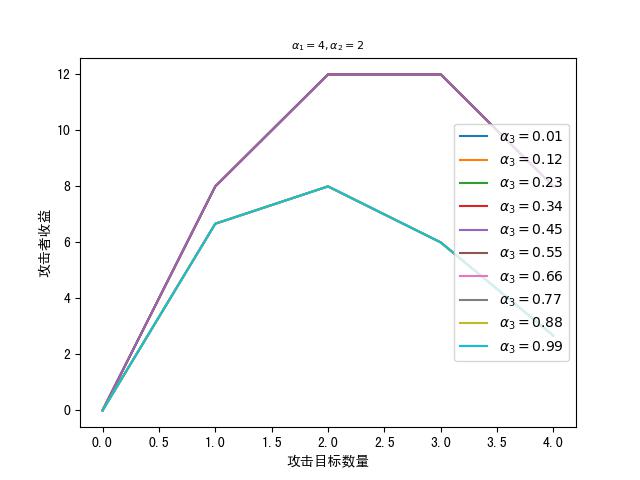 α₁ = 4, α₂ = 2
12
10
8
6
4
2
0
攻击者收益
0.0 0.5 1.0 1.5 2.0 2.5 3.0 3.5 4.0
攻击目标数量
α₃ = 0.01
α₃ = 0.12
α₃ = 0.23
α₃ = 0.34
α₃ = 0.45
α₃ = 0.55
α₃ = 0.66
α₃ = 0.77
α₃ = 0.88
α₃ = 0.99